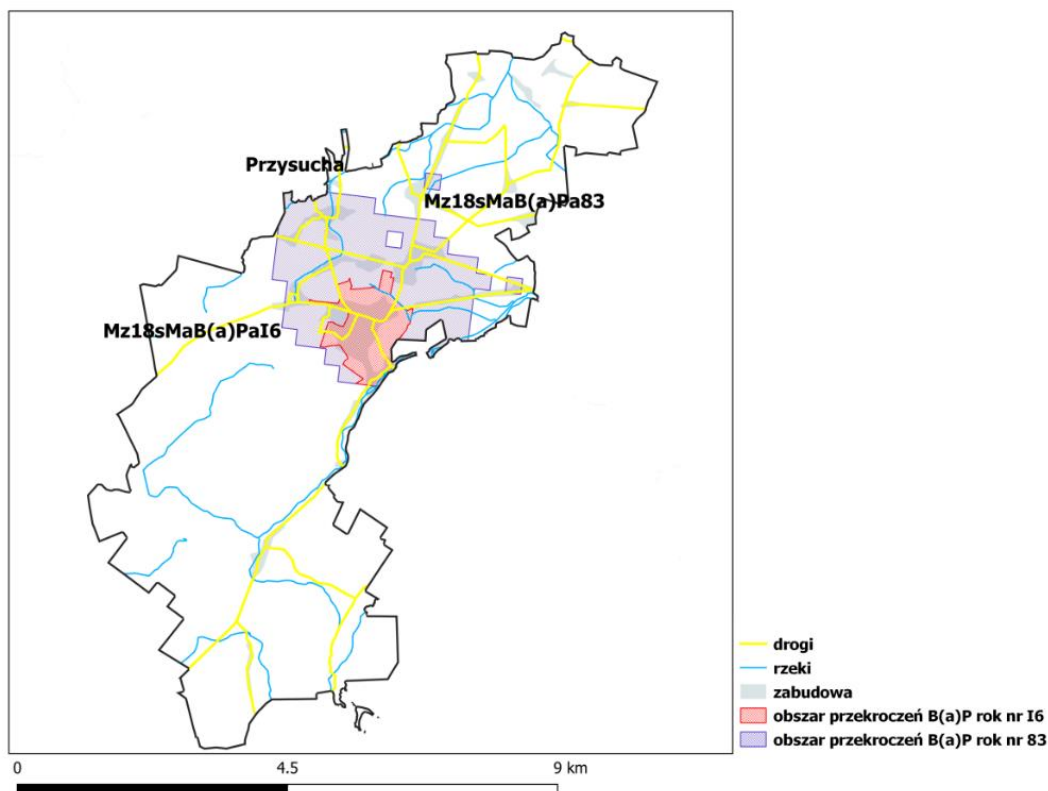 Przysucha
Mz18sMaB(a)Pa83
Mz18sMaB(a)PaI6
drogi
rzeki
zabudowa
obszar przekroczeń B(a)P rok nr I6
obszar przekroczeń B(a)P rok nr 83
0 4.5 9 km